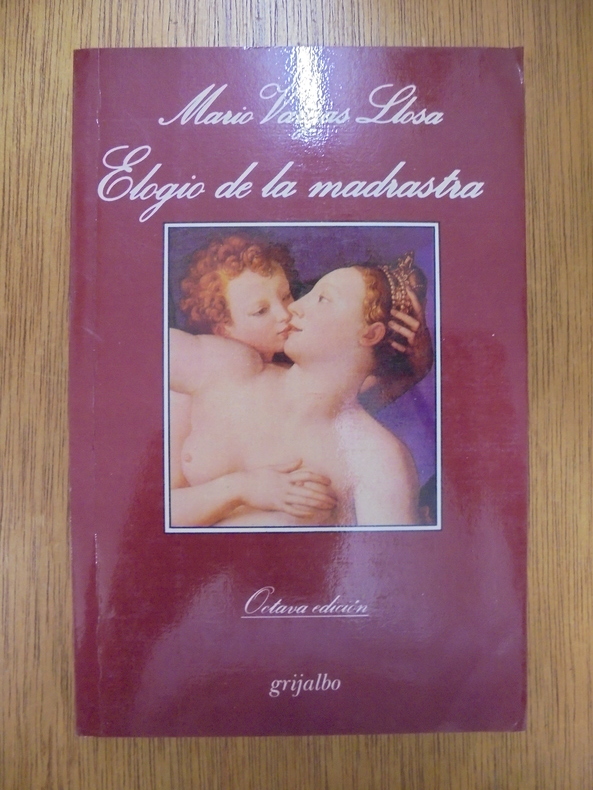 Mario Vargas Llosa
Elogio de la madrastra
Octava edición
grijalbo